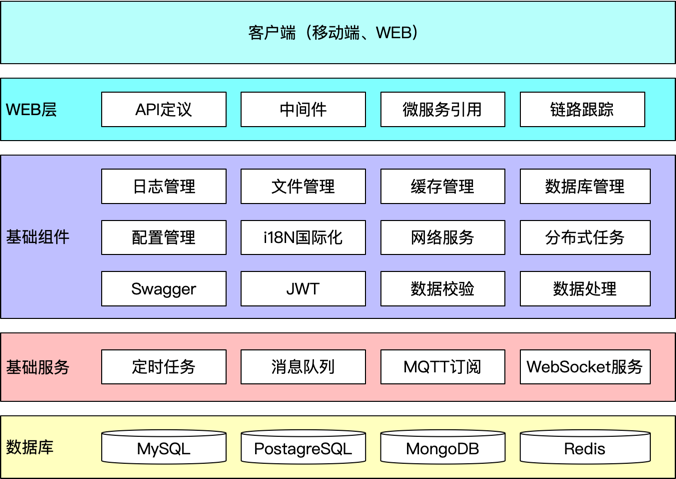 客户端（移动端、WEB）
WEB层
API定议
中间件
微服务引用
链路跟踪
基础组件
日志管理
文件管理
缓存管理
数据库管理
配置管理
i18N国际化
网络服务
分布式任务
Swagger
JWT
数据校验
数据处理
基础服务
定时任务
消息队列
MQTT订阅
WebSocket服务
数据库
MySQL
PostagreSQL
MongoDB
Redis